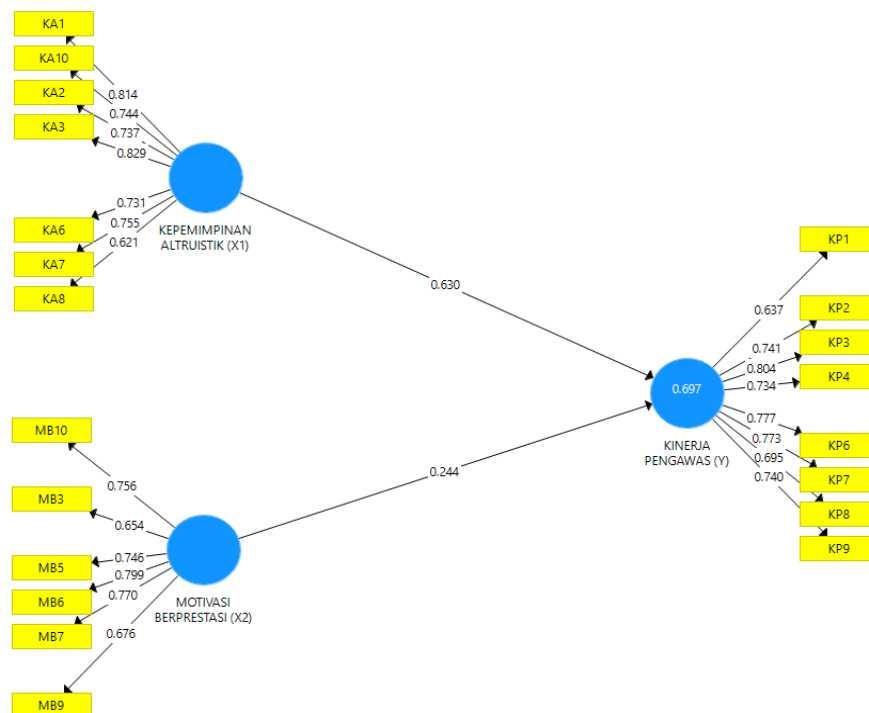 KA1
KA10
KA2
KA3
0.814
0.744
0.737
0.829
0.731
0.755
0.621
KA6
KA7
KA8
KEPEMIMPINAN
ALTRUISTIK (X1)
0.630
KP1
KP2
KP3
KP4
0.637
0.741
0.804
0.734
0.697
0.777
0.773
0.695
0.740
KINERJA
PENGAWAS (Y)
KP6
KP7
KP8
KP9
0.244
MB10
MB3
MB5
MB6
MB7
MB9
0.756
0.654
0.746
0.799
0.770
0.676
MOTIVASI
BERPRESTASI (X2)